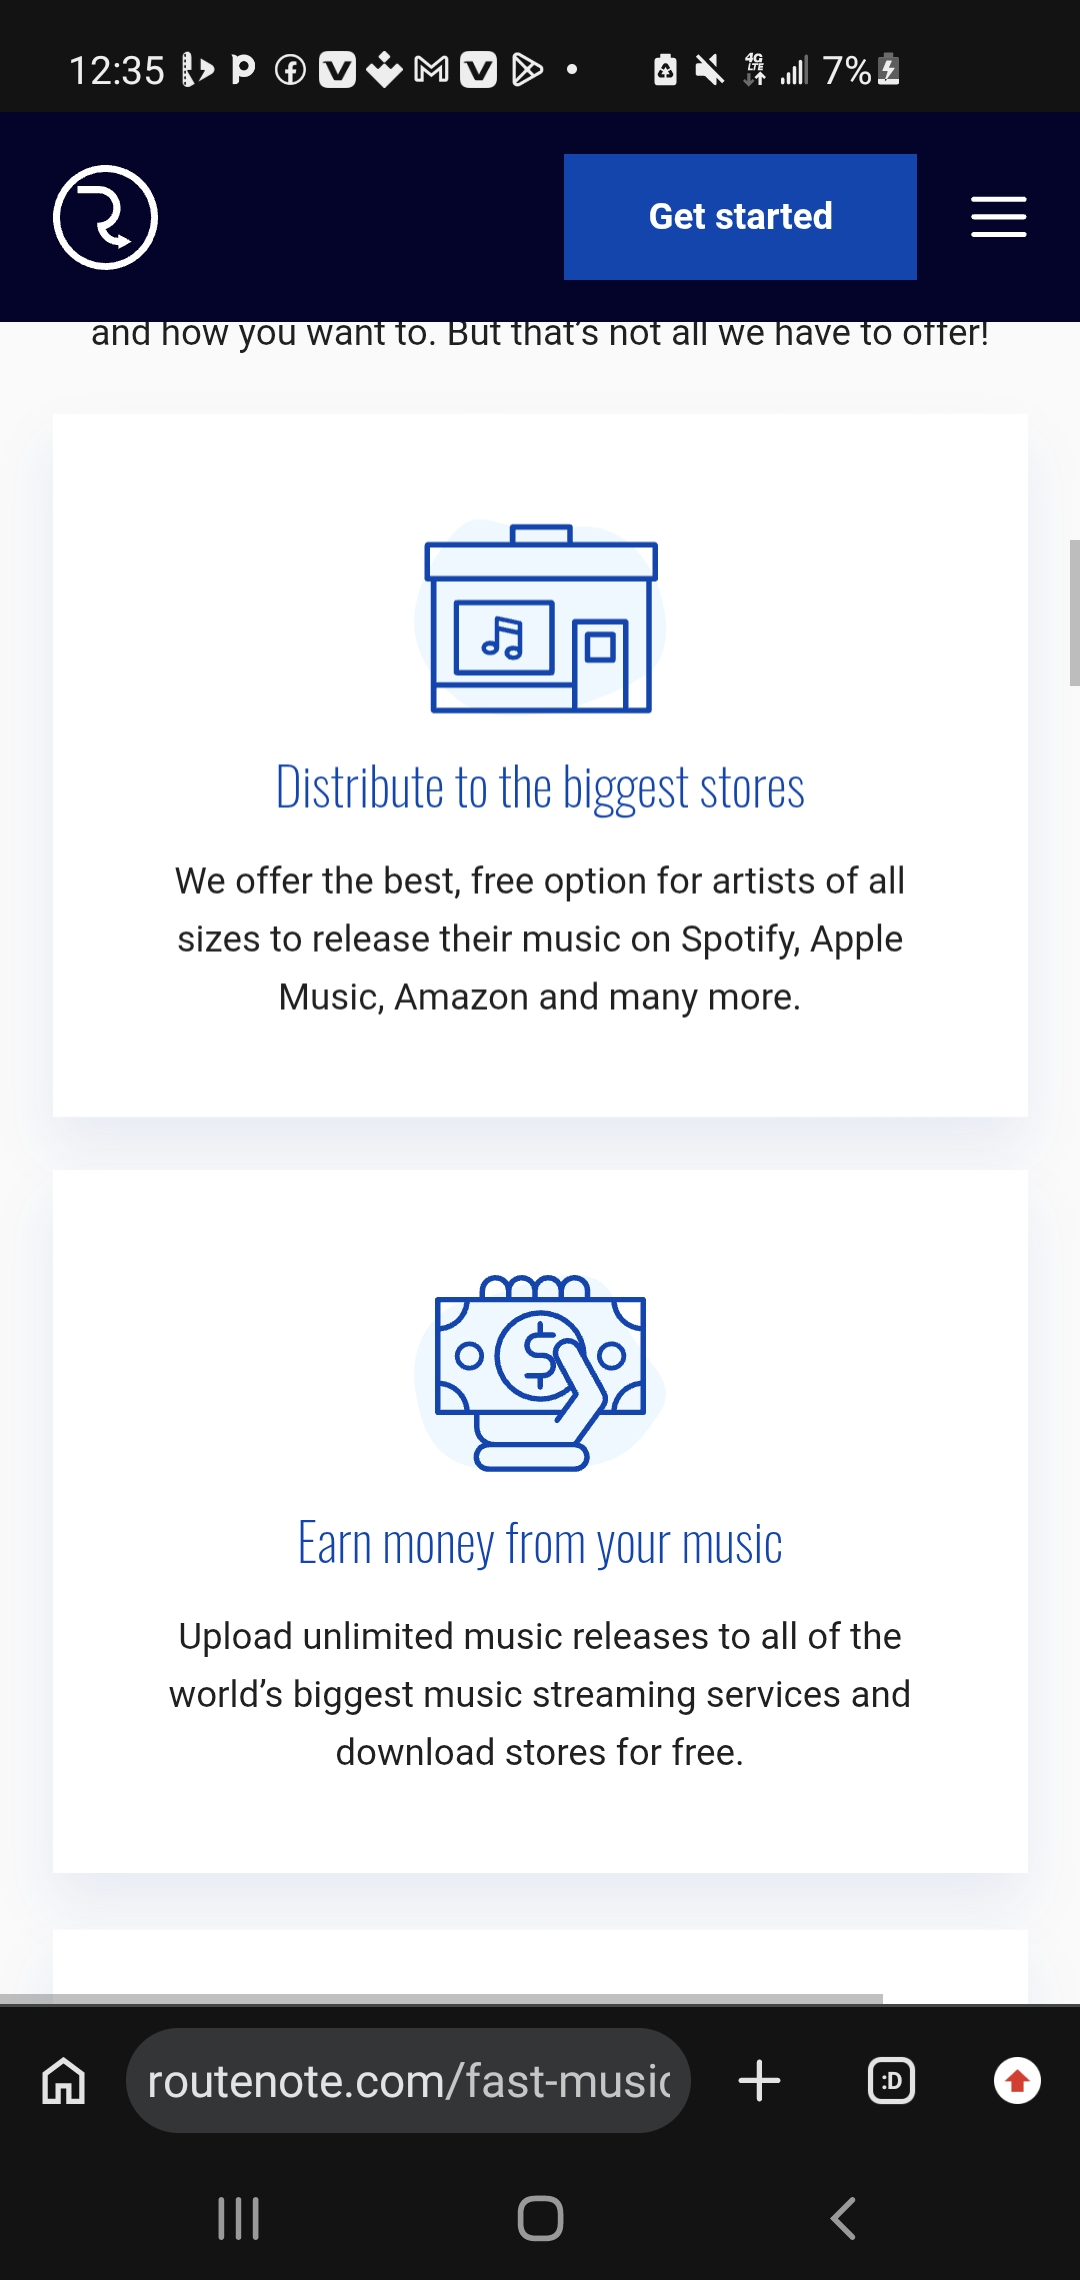 12:35
7%
Get started
and how you want to. But that's not all we have to offer!
Distribute to the biggest stores
We offer the best, free option for artists of all
sizes to release their music on Spotify, Apple
Music, Amazon and many more.
Earn money from your music
Upload unlimited music releases to all of the
world's biggest music streaming services and
download stores for free.
routenote.com/fast-music
:D